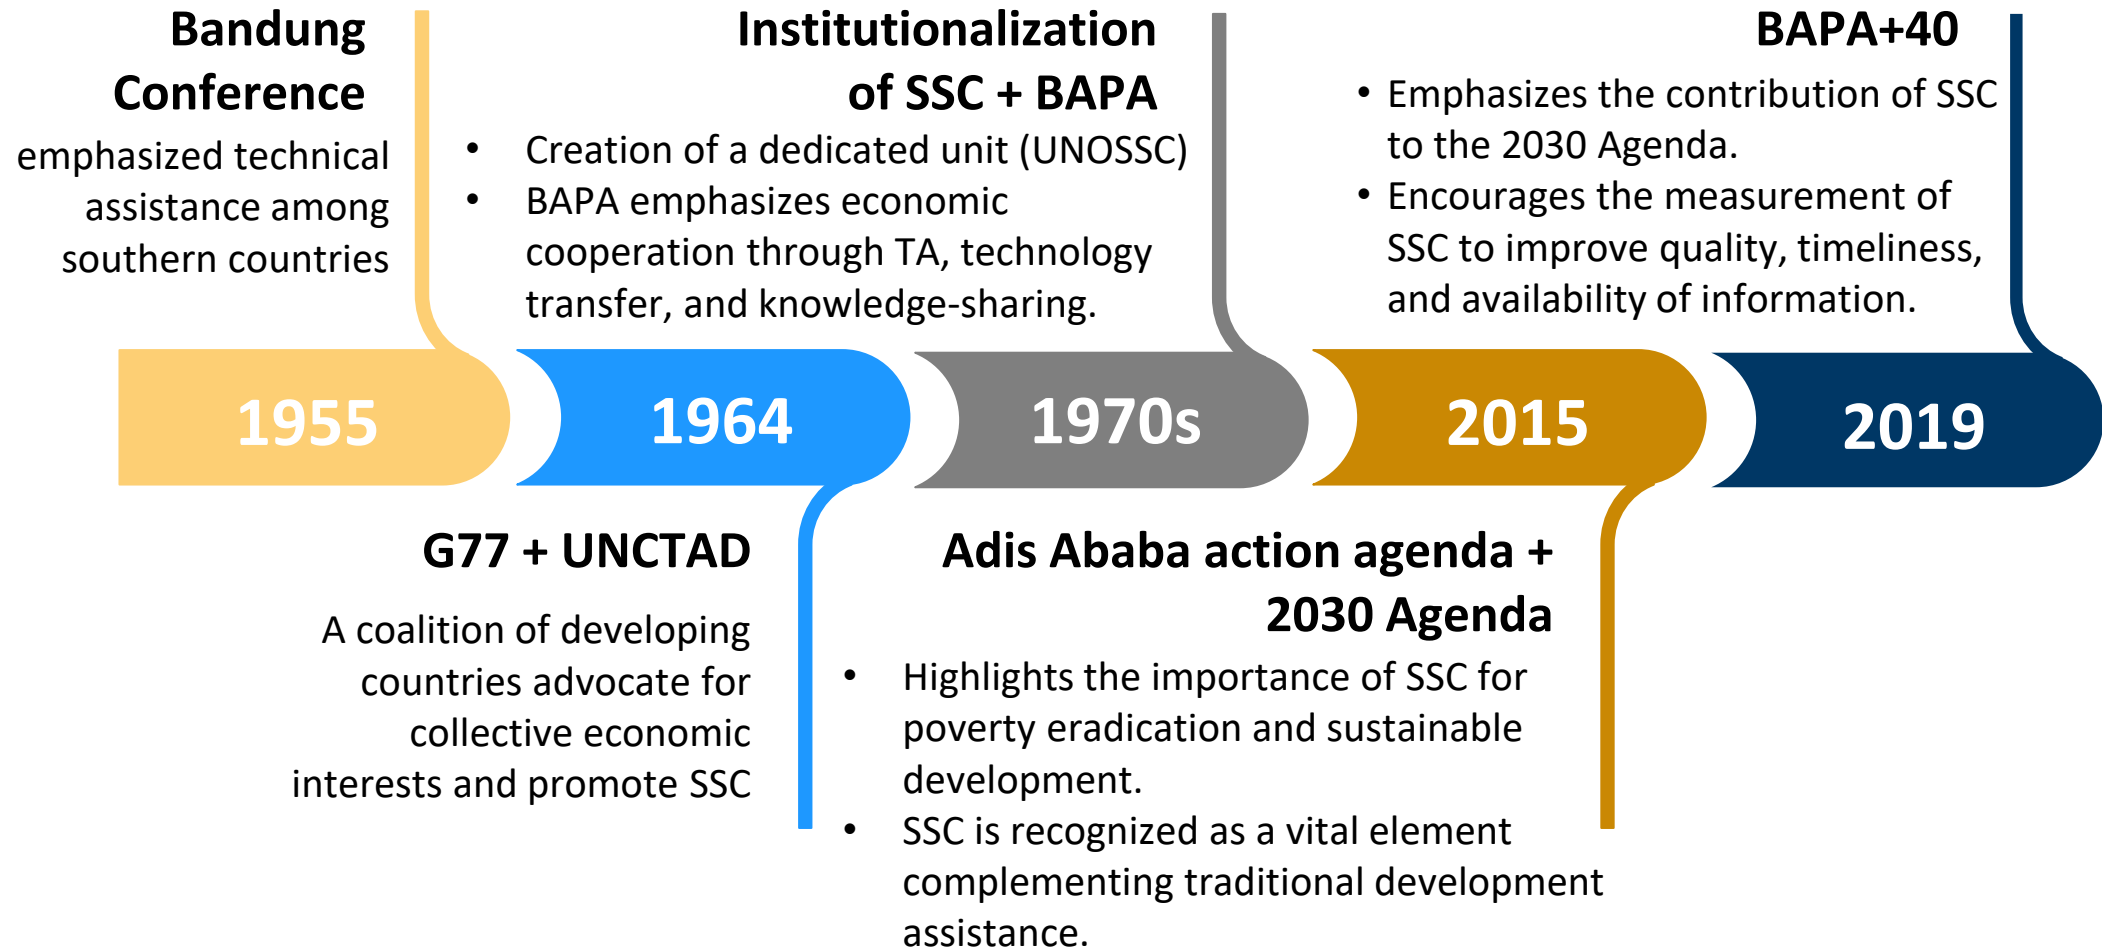 Bandung
Conference
emphasized technical
assistance among
southern countries
Institutionalization
of SSC + BAPA
• Creation of a dedicated unit (UNOSSC)
• BAPA emphasizes economic
cooperation through TA, technology
transfer, and knowledge-sharing.
BAPA+40
• Emphasizes the contribution of SSC
to the 2030 Agenda.
• Encourages the measurement of
SSC to improve quality, timeliness,
and availability of information.
1955
1964
1970s
2015
2019
G77 + UNCTAD
A coalition of developing
countries advocate for
collective economic
interests and promote SSC
Adis Ababa action agenda +
2030 Agenda
• Highlights the importance of SSC for
poverty eradication and sustainable
development.
• SSC is recognized as a vital element
complementing traditional development
assistance.